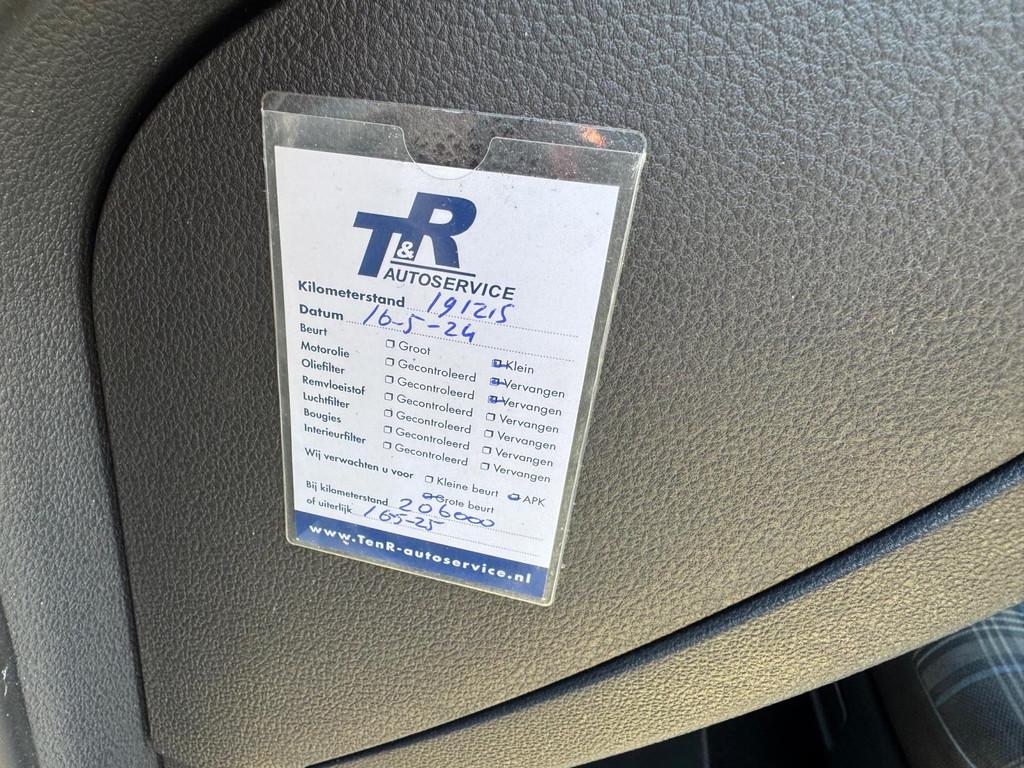 T&R
AUTOSERVICE
Kilometerstand 191215
Datum 16-5-24
Beurt Groot Klein
Motorolie Gecontroleerd Vervangen
Oliefilter Gecontroleerd Vervangen
Remvloeistof Gecontroleerd Vervangen
Luchtfilter Gecontroleerd Vervangen
Bougies Gecontroleerd Vervangen
Interieurfilter Gecontroleerd Vervangen
Wij verwachten u voor Kleine beurt APK
Grote beurt
Bij kilometerstand 206000
of uiterlijk 165-25
www.TenR-autoservice.nl